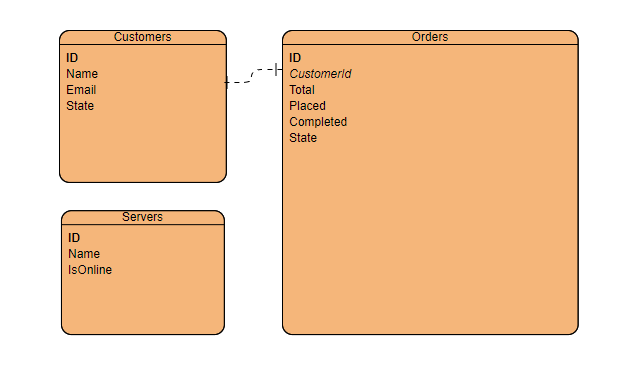 Customers
ID
Name
Email
State
Orders
ID
CustomerId
Total
Placed
Completed
State
Servers
ID
Name
IsOnline